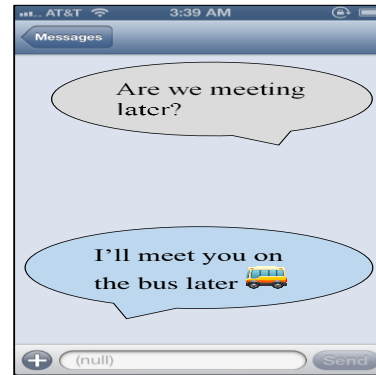 AT&T 3:39 AM
Messages
Are we meeting
later?
I'll meet you on
the bus later 🚌
(null)
Send